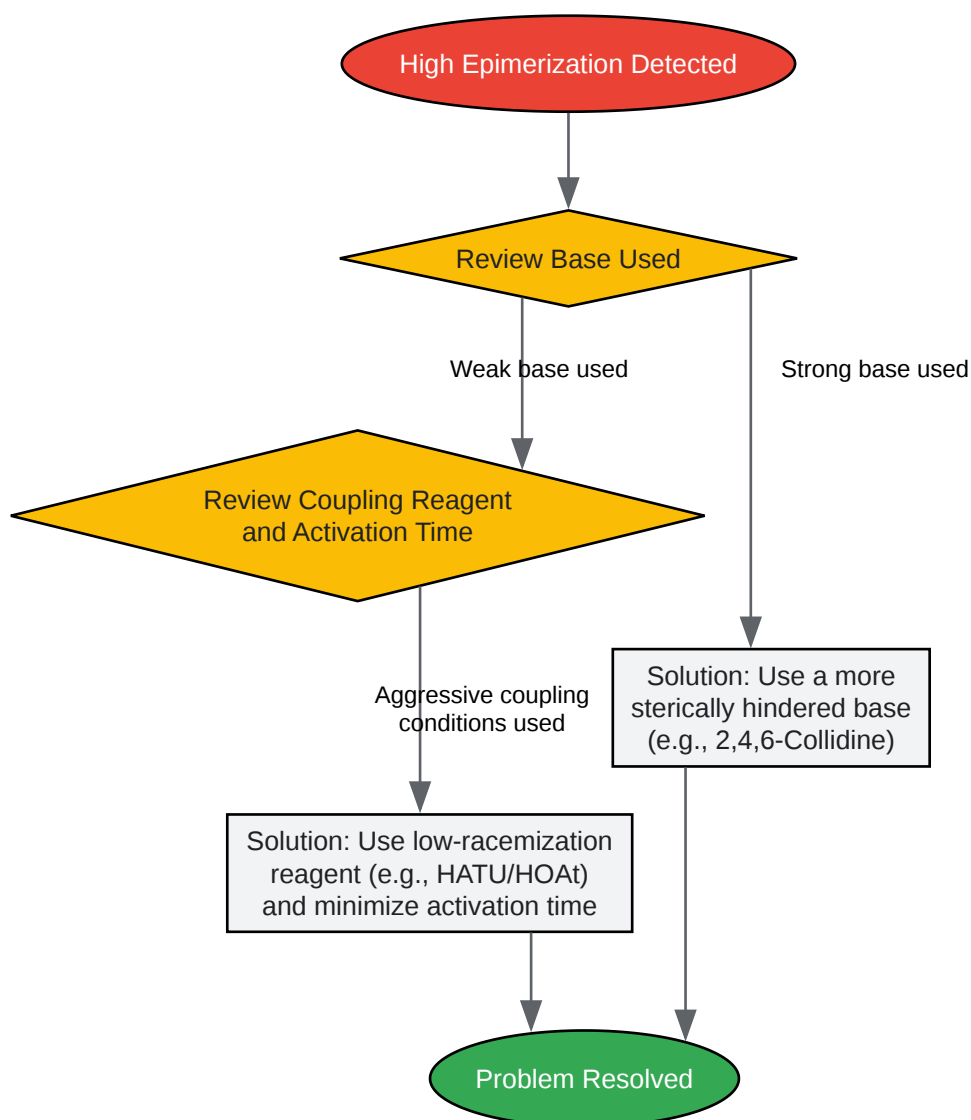 High Epimerization Detected
Review Base Used
Weak base used
Strong base used
Review Coupling Reagent
and Activation Time
Aggressive coupling
conditions used
Solution: Use a more
sterically hindered base
(e.g., 2,4,6-Collidine)
Solution: Use low-racemization
reagent (e.g., HATU/HOAt)
and minimize activation time
Problem Resolved